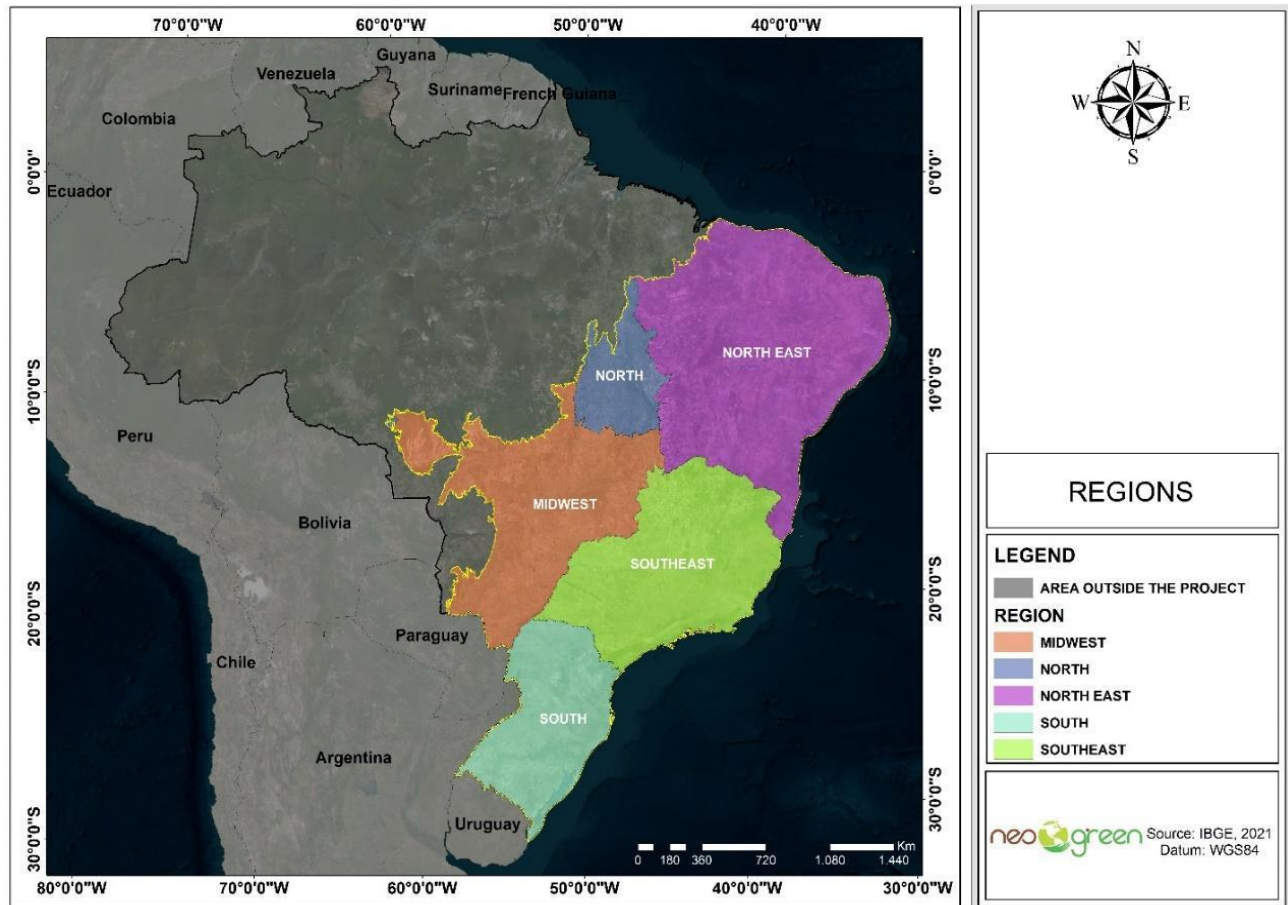 70°0'0"W 60°0'0"W 50°0'0"W 40°0'0"W
Guyana
Venezuela
Suriname
French Guiana
Colombia
0°0'0"
0°0'0"
Ecuador
NORTH EAST
NORTH
10°0'0"S
10°0'0"S
Peru
MIDWEST
Bolivia
SOUTHEAST
20°0'0"S
20°0'0"S
Paraguay
Chile
SOUTH
Argentina
30°0'0"S
30°0'0"S
Uruguay
Km
0 180 360 720 1.080 1.440
80°0'0"W 70°0'0"W 60°0'0"W 50°0'0"W 40°0'0"W 30°0'0"W
N
W E
S
REGIONS
LEGEND
AREA OUTSIDE THE PROJECT
REGION
MIDWEST
NORTH
NORTH EAST
SOUTH
SOUTHEAST
neo green
Source: IBGE, 2021
Datum: WGS84